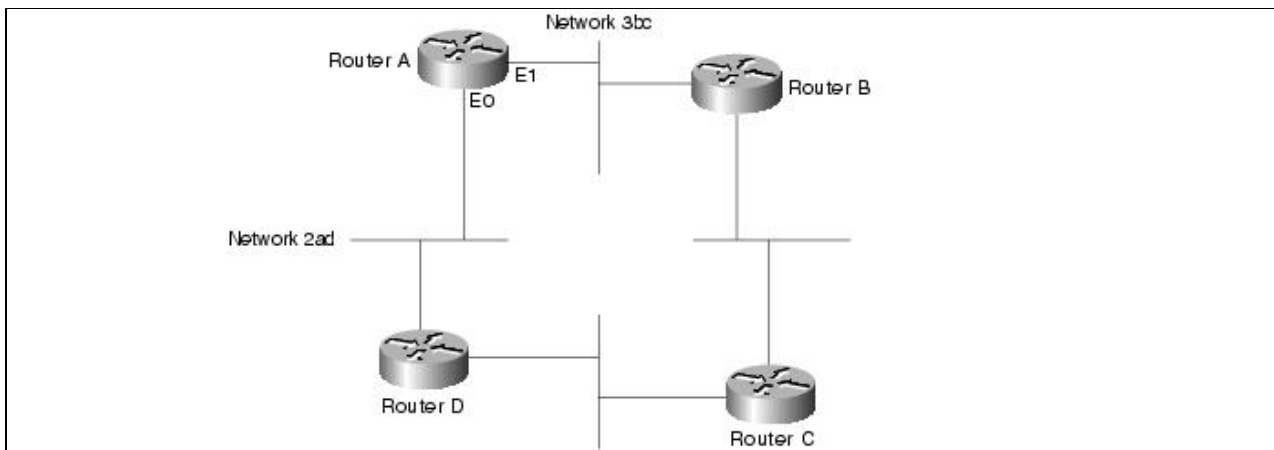 Network 3bc
Router A
E1
E0
Router B
Network 2ad
Router D
Router C